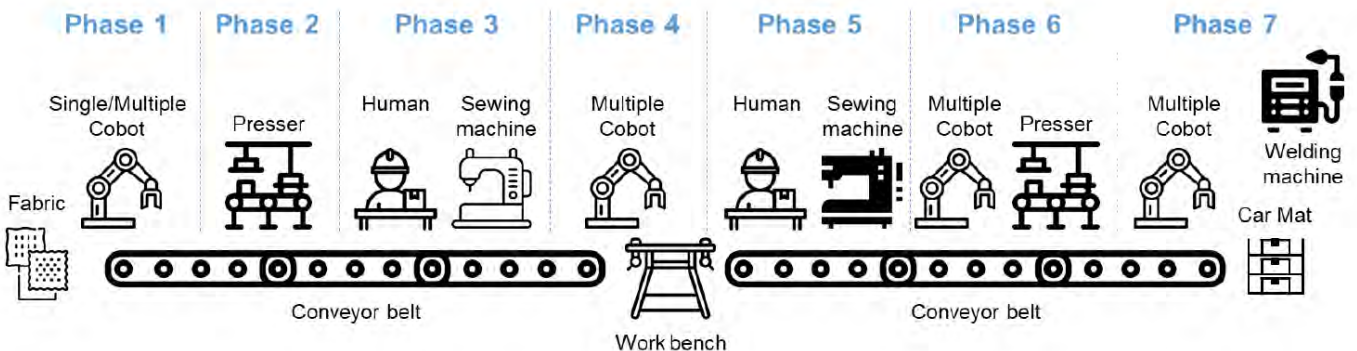 Phase 1
Phase 2
Phase 3
Phase 4
Phase 5
Phase 6
Phase 7
Single/Multiple
Cobot
Presser
Human
Sewing
machine
Multiple
Cobot
Human
Sewing
machine
Multiple
Cobot
Presser
Multiple
Cobot
Welding
machine
Fabric
Car Mat
Conveyor belt
Work bench
Conveyor belt